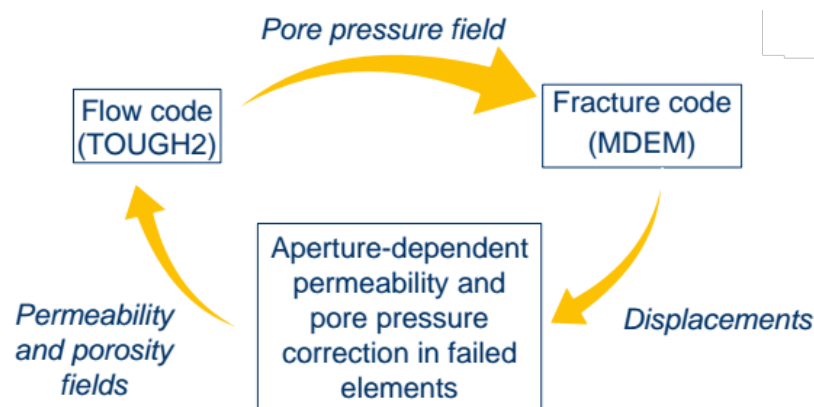 Pore pressure field
Flow code
(TOUGH2)
Fracture code
(MDEM)
Aperture-dependent
permeability and
pore pressure
correction in failed
elements
Displacements
Permeability
and porosity
fields